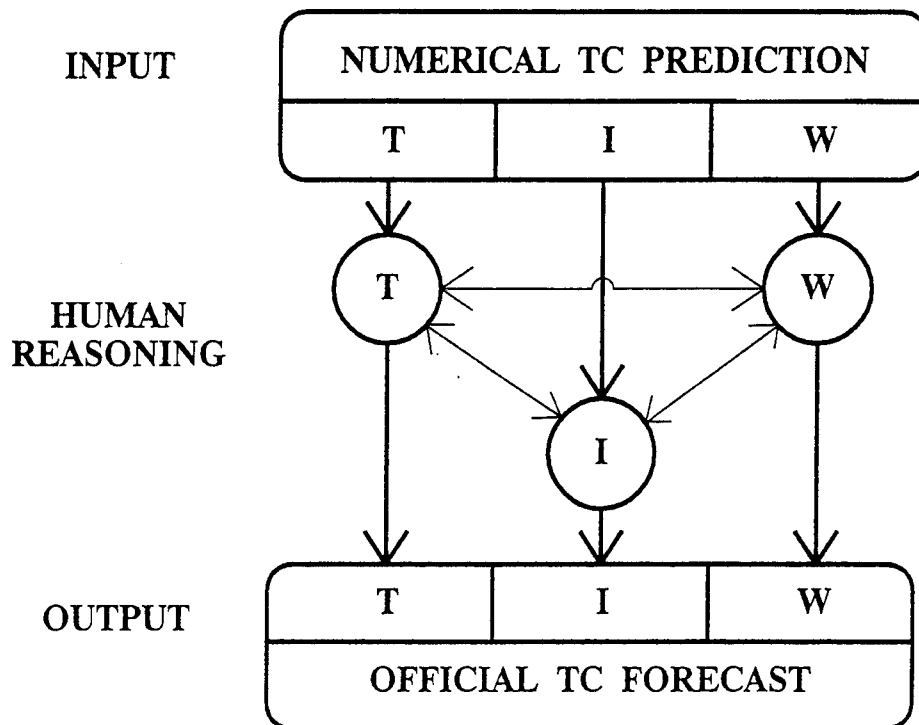 INPUT
NUMERICAL TC PREDICTION
T I W
T W
HUMAN
REASONING
I
OUTPUT
T I W
OFFICIAL TC FORECAST